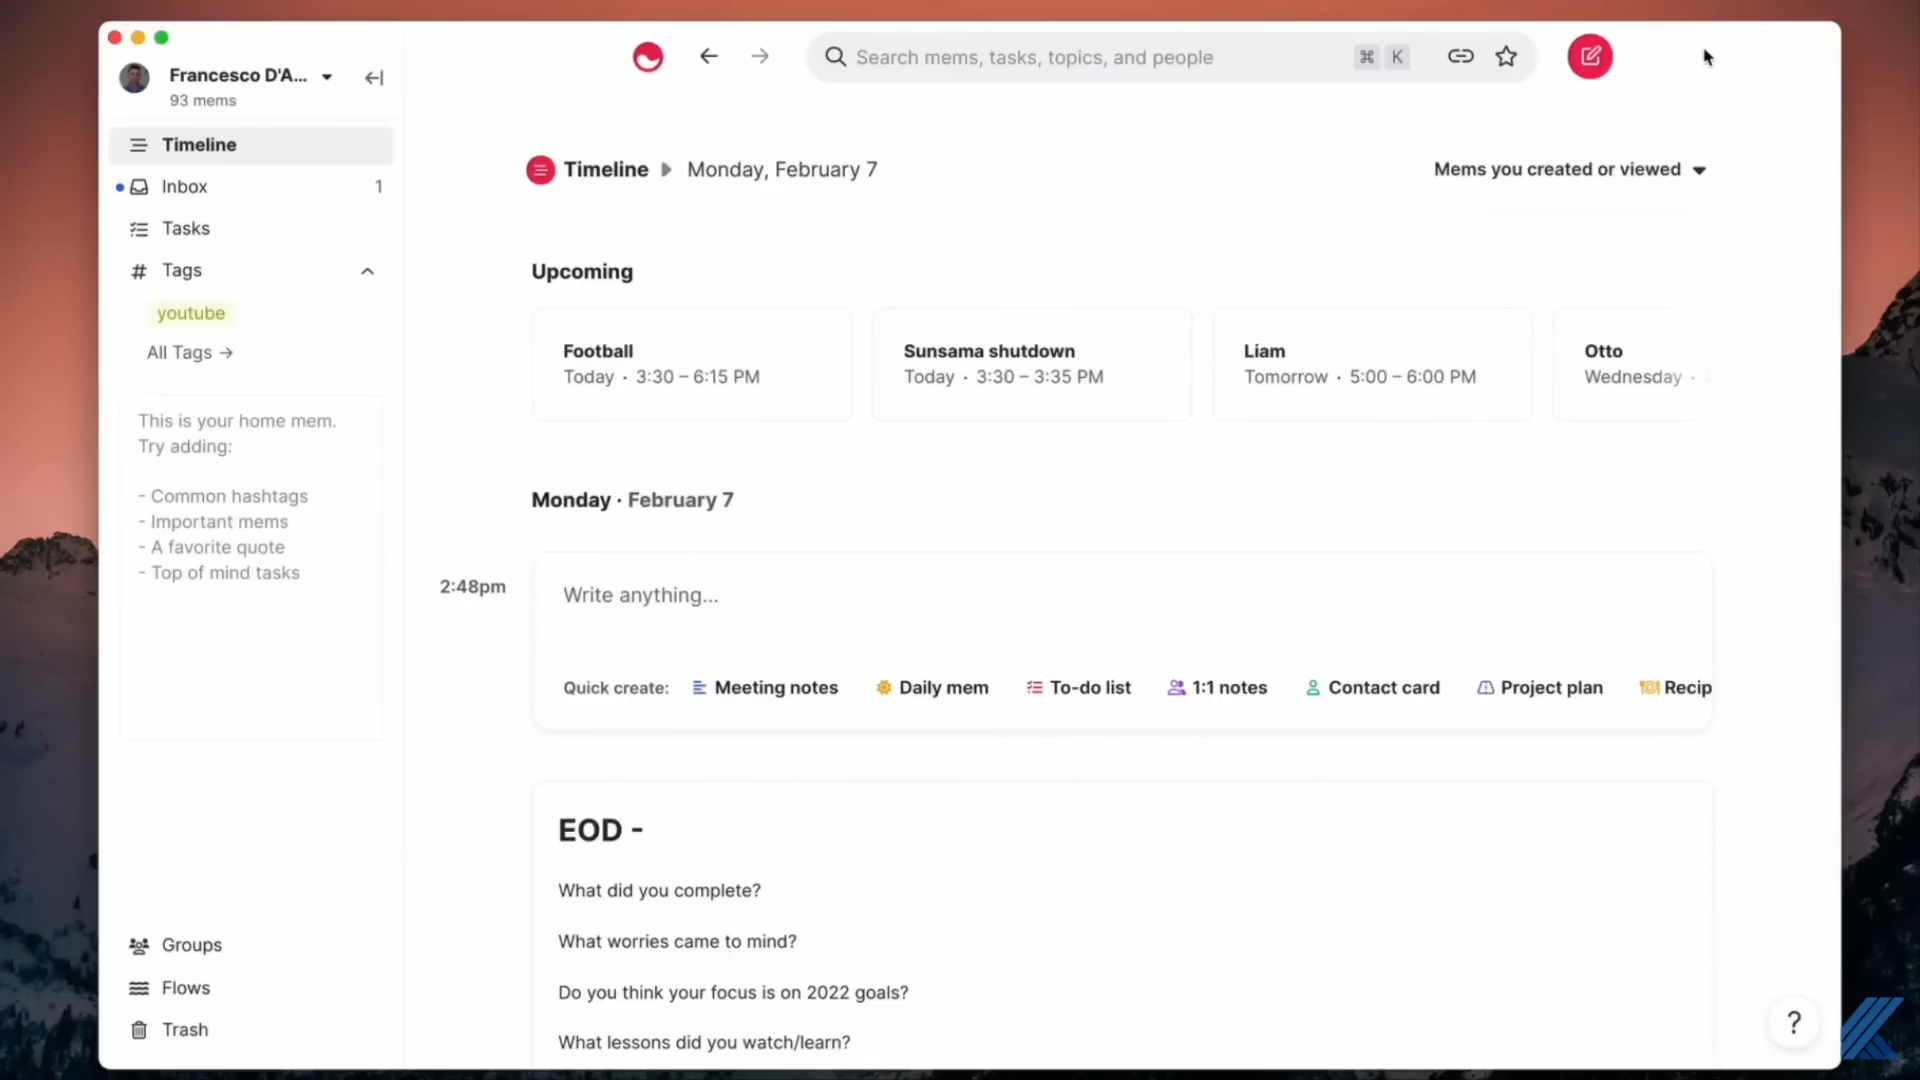 Francesco D'A...
93 mems
Search mems, tasks, topics, and people
⌘ K
Timeline
Inbox 1
Tasks
# Tags
youtube
All Tags →
This is your home mem.
Try adding:
- Common hashtags
- Important mems
- A favorite quote
- Top of mind tasks
Groups
Flows
Trash
Timeline Monday, February 7
Mems you created or viewed
Upcoming
Football
Today · 3:30 – 6:15 PM
Sunsama shutdown
Today · 3:30 – 3:35 PM
Liam
Tomorrow · 5:00 – 6:00 PM
Otto
Wednesday ·
Monday · February 7
2:48pm
Write anything...
Quick create: Meeting notes Daily mem To-do list 1:1 notes Contact card Project plan Recip
EOD -
What did you complete?
What worries came to mind?
Do you think your focus is on 2022 goals?
What lessons did you watch/learn?
?